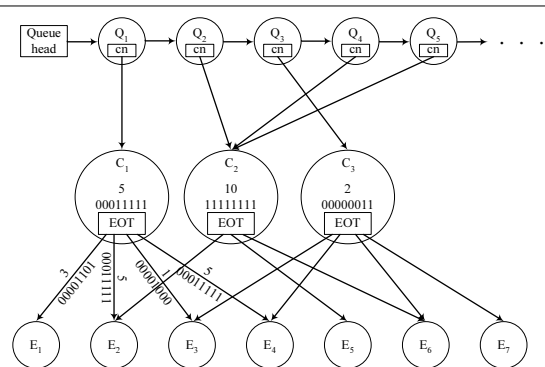 Queue head
Q1
cn
Q2
cn
Q3
cn
Q4
cn
Q5
cn
. . .
C1
5
00011111
EOT
C2
10
11111111
EOT
C3
2
00000011
EOT
3
00001101
5
00011111
1
00001000
5
00011111
E1
E2
E3
E4
E5
E6
E7